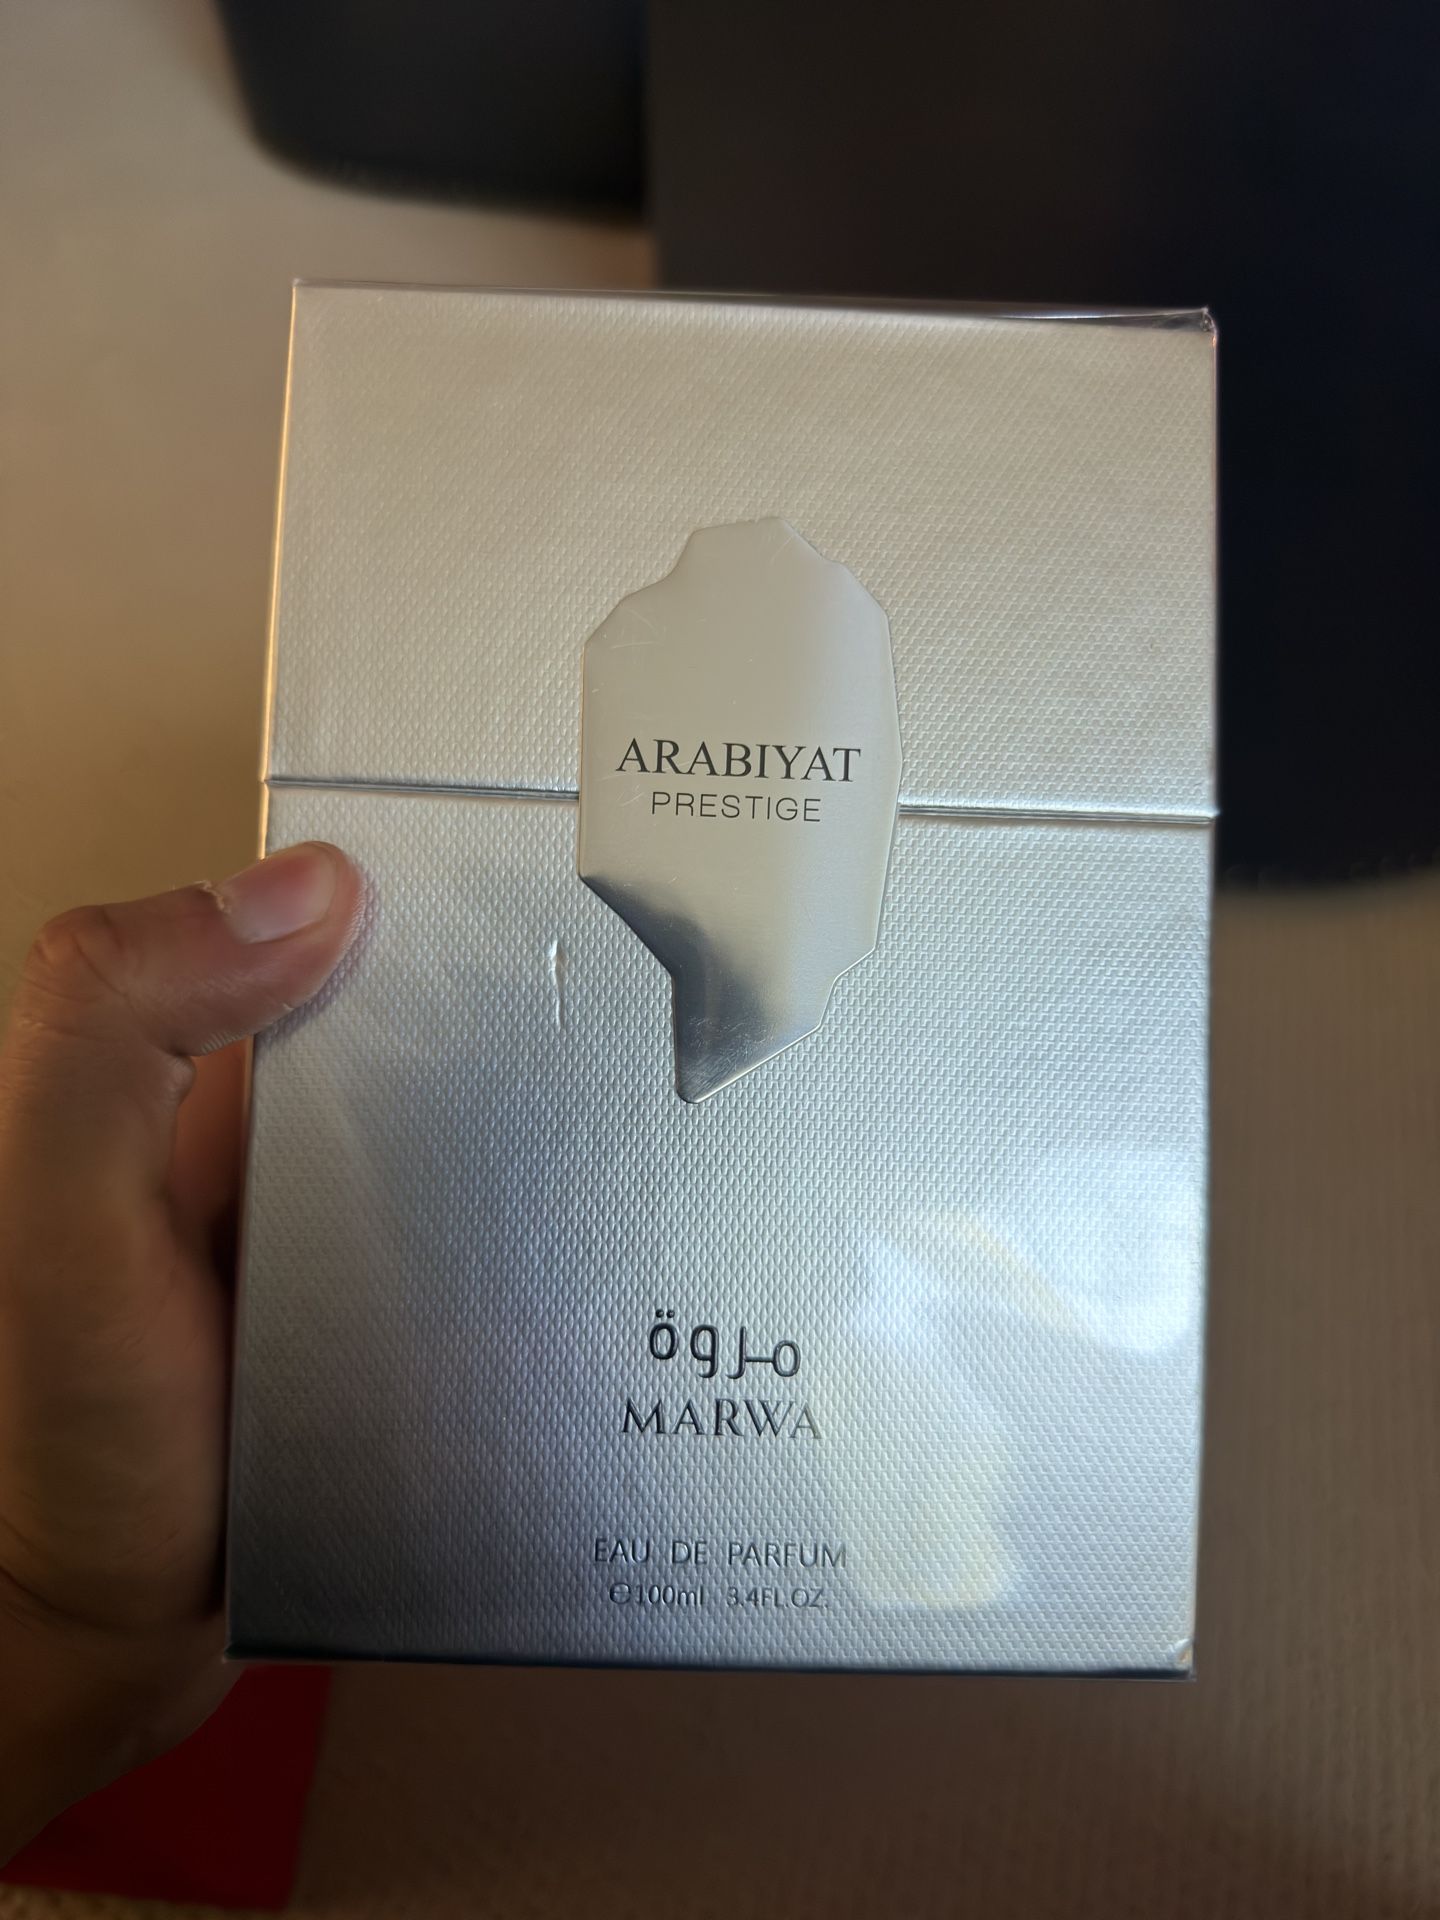 ARABIYAT
PRESTIGE
مروة
MARWA
EAU DE PARFUM
℮100ml 3.4FL.OZ.